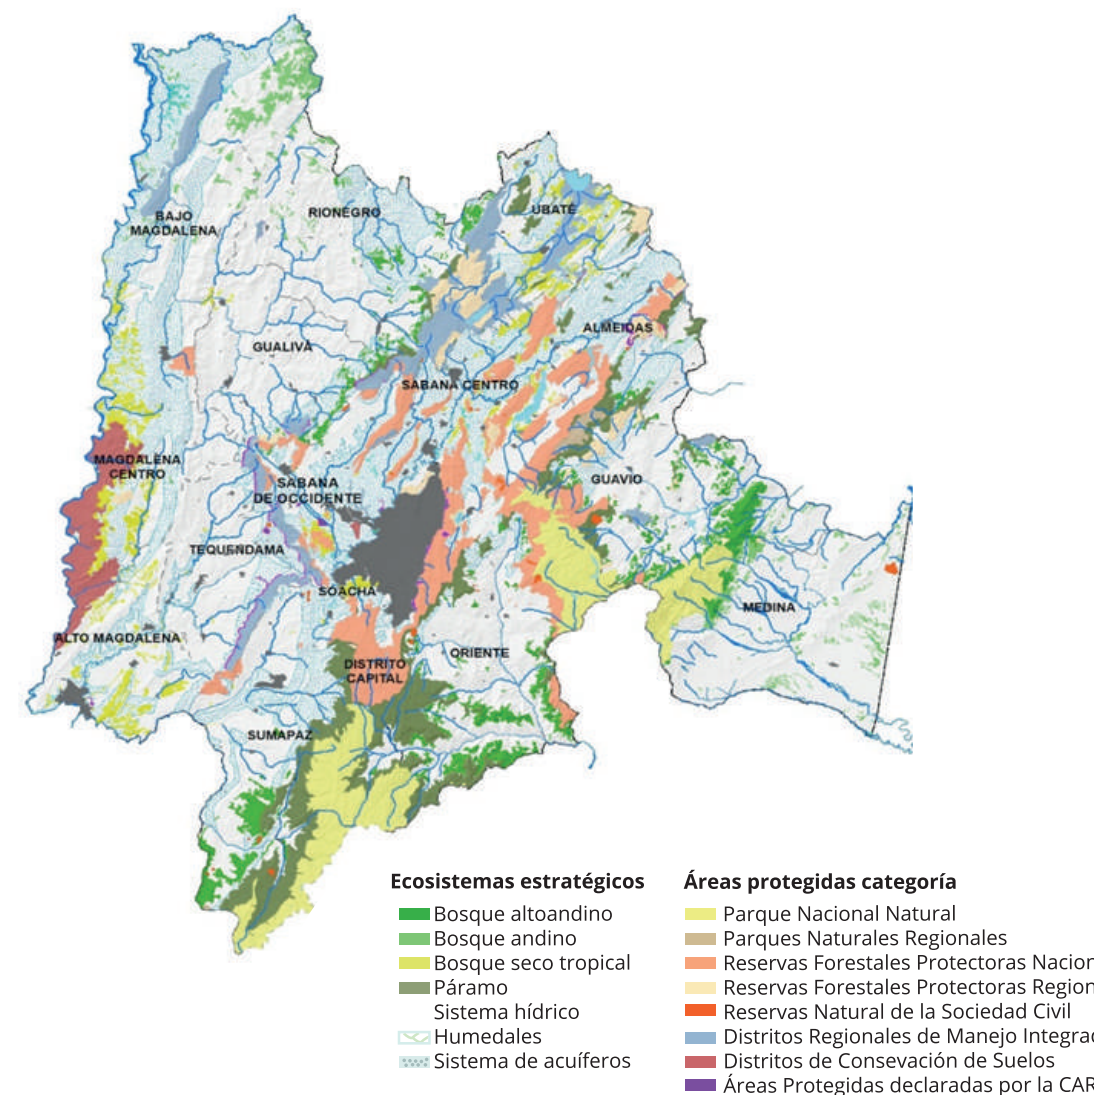 BAJO
MAGDALENA
RIONEGRO
UBATÉ
GUALIVÁ
ALMEIDAS
SABANA CENTRO
MAGDALENA
CENTRO
SABANA
DE OCCIDENTE
GUAVIO
TEQUENDAMA
SOACHA
MEDINA
ALTO MAGDALENA
DISTRITO
CAPITAL
ORIENTE
SUMAPAZ
Ecosistemas estratégicos
Bosque altoandino
Bosque andino
Bosque seco tropical
Páramo
Sistema hídrico
Humedales
Sistema de acuíferos
Áreas protegidas categoría
Parque Nacional Natural
Parques Naturales Regionales
Reservas Forestales Protectoras Nacion
Reservas Forestales Protectoras Region
Reservas Natural de la Sociedad Civil
Distritos Regionales de Manejo Integrad
Distritos de Consevación de Suelos
Áreas Protegidas declaradas por la CAR